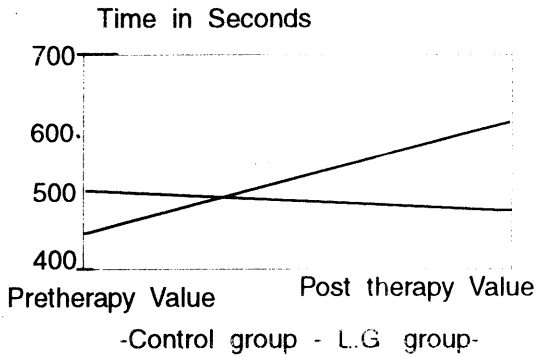 Time in Seconds
700
600.
500
400
Pretherapy Value
Post therapy Value
-Control group - L..G group-